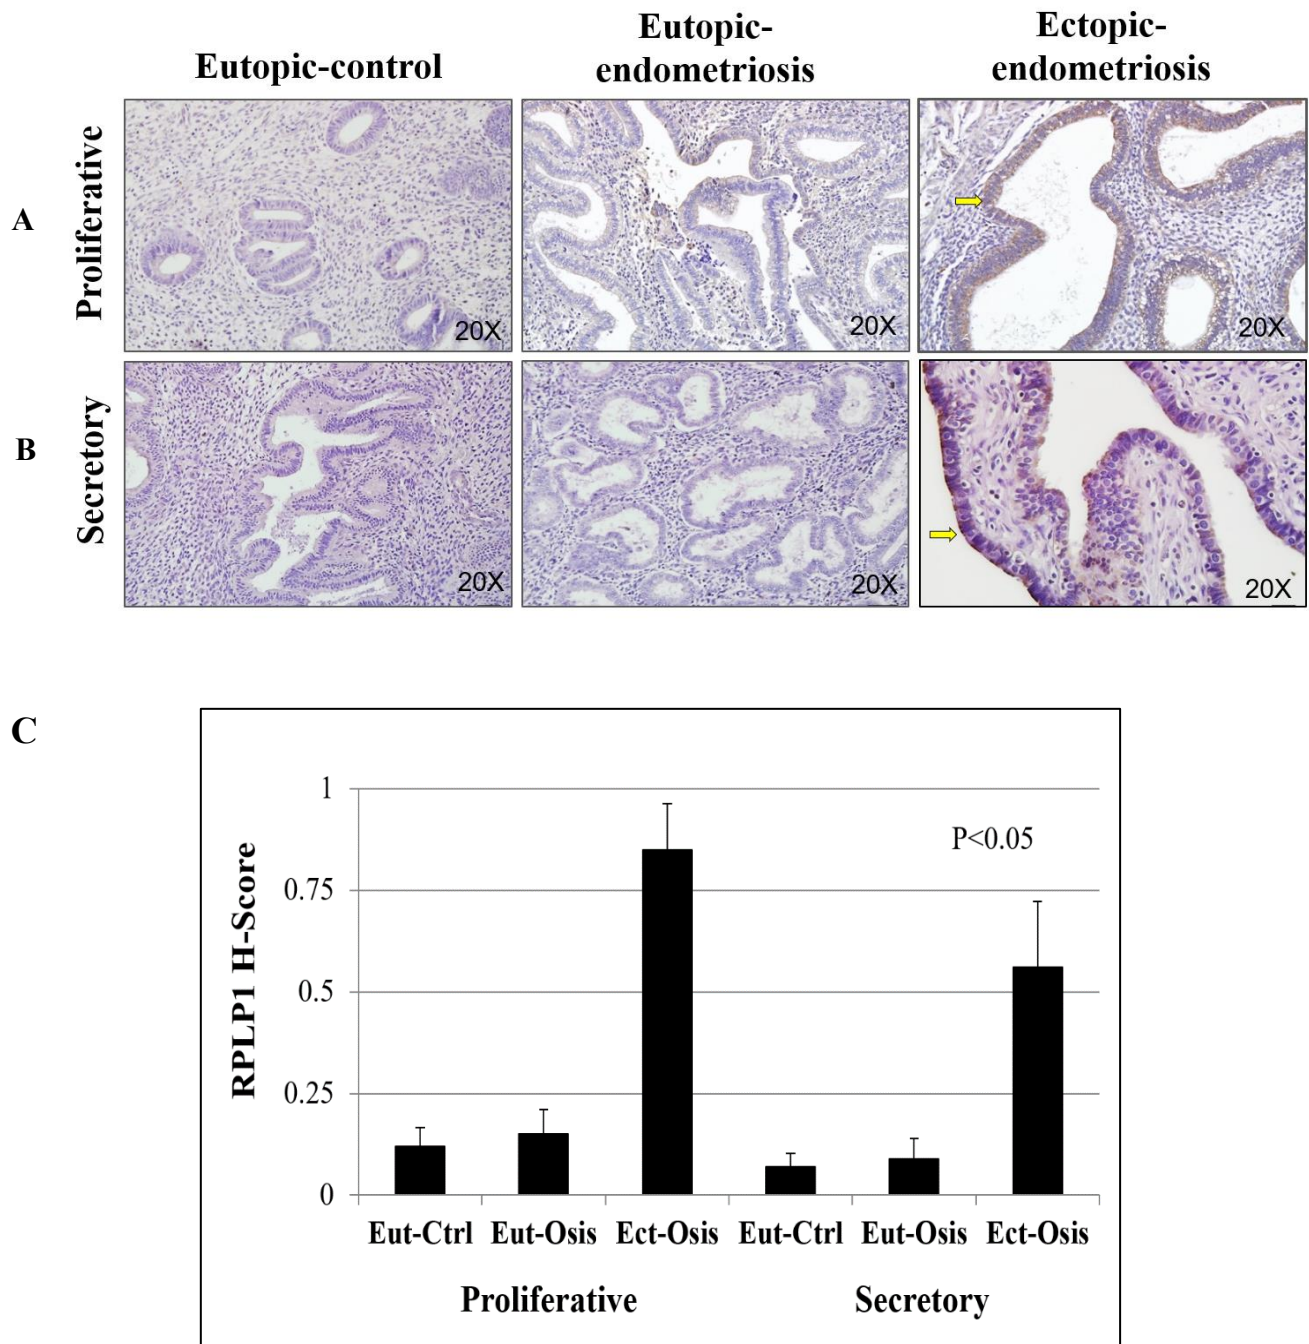 Eutopic-control
Eutopic-
endometriosis
Ectopic-
endometriosis
A
Proliferative
20X
20X
20X
B
Secretory
20X
20X
20X
C
RPLP1 H-Score
1
0.75
0.5
0.25
0
P<0.05
Eut-Ctrl Eut-Osis Ect-Osis Eut-Ctrl Eut-Osis Ect-Osis
Proliferative Secretory